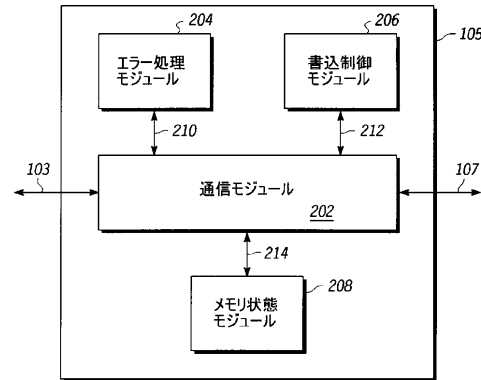 204
206
105
エラー処理
モジュール
書込制御
モジュール
210
212
103
107
通信モジュール
202
214
208
メモリ状態
モジュール